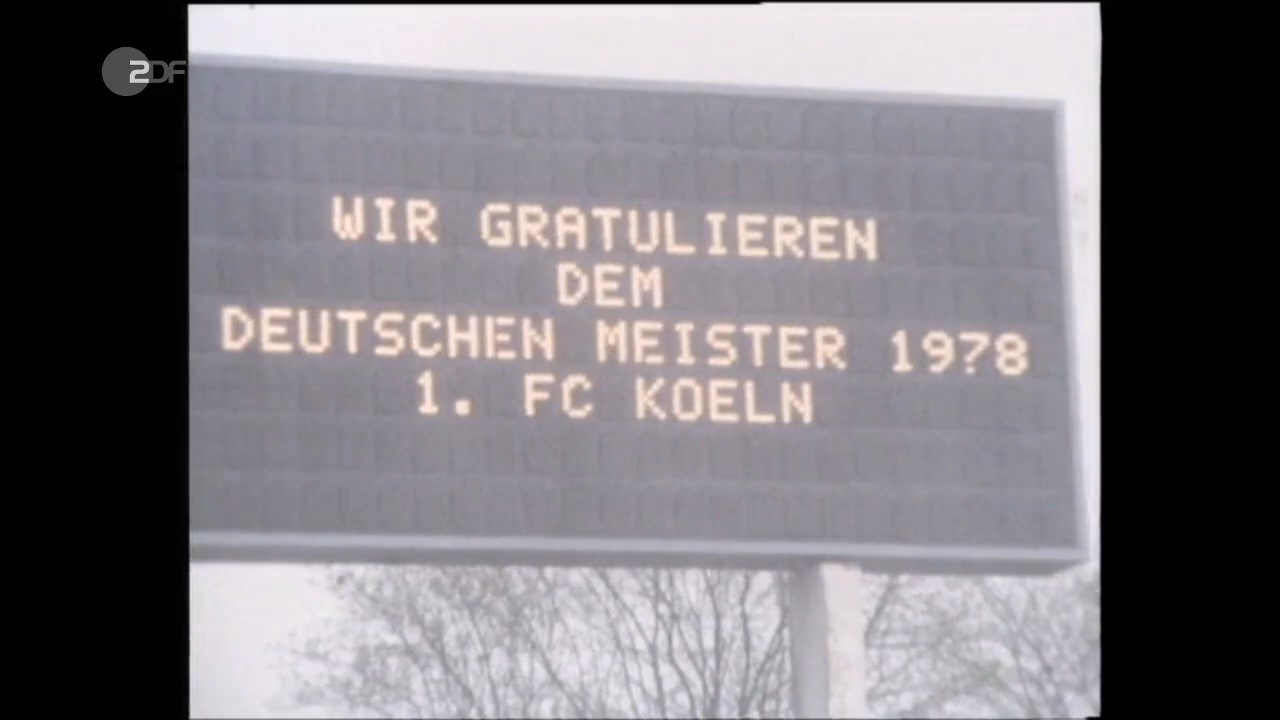 ZDF
WIR GRATULIEREN
DEM
DEUTSCHEN MEISTER 1978
1. FC KOELN